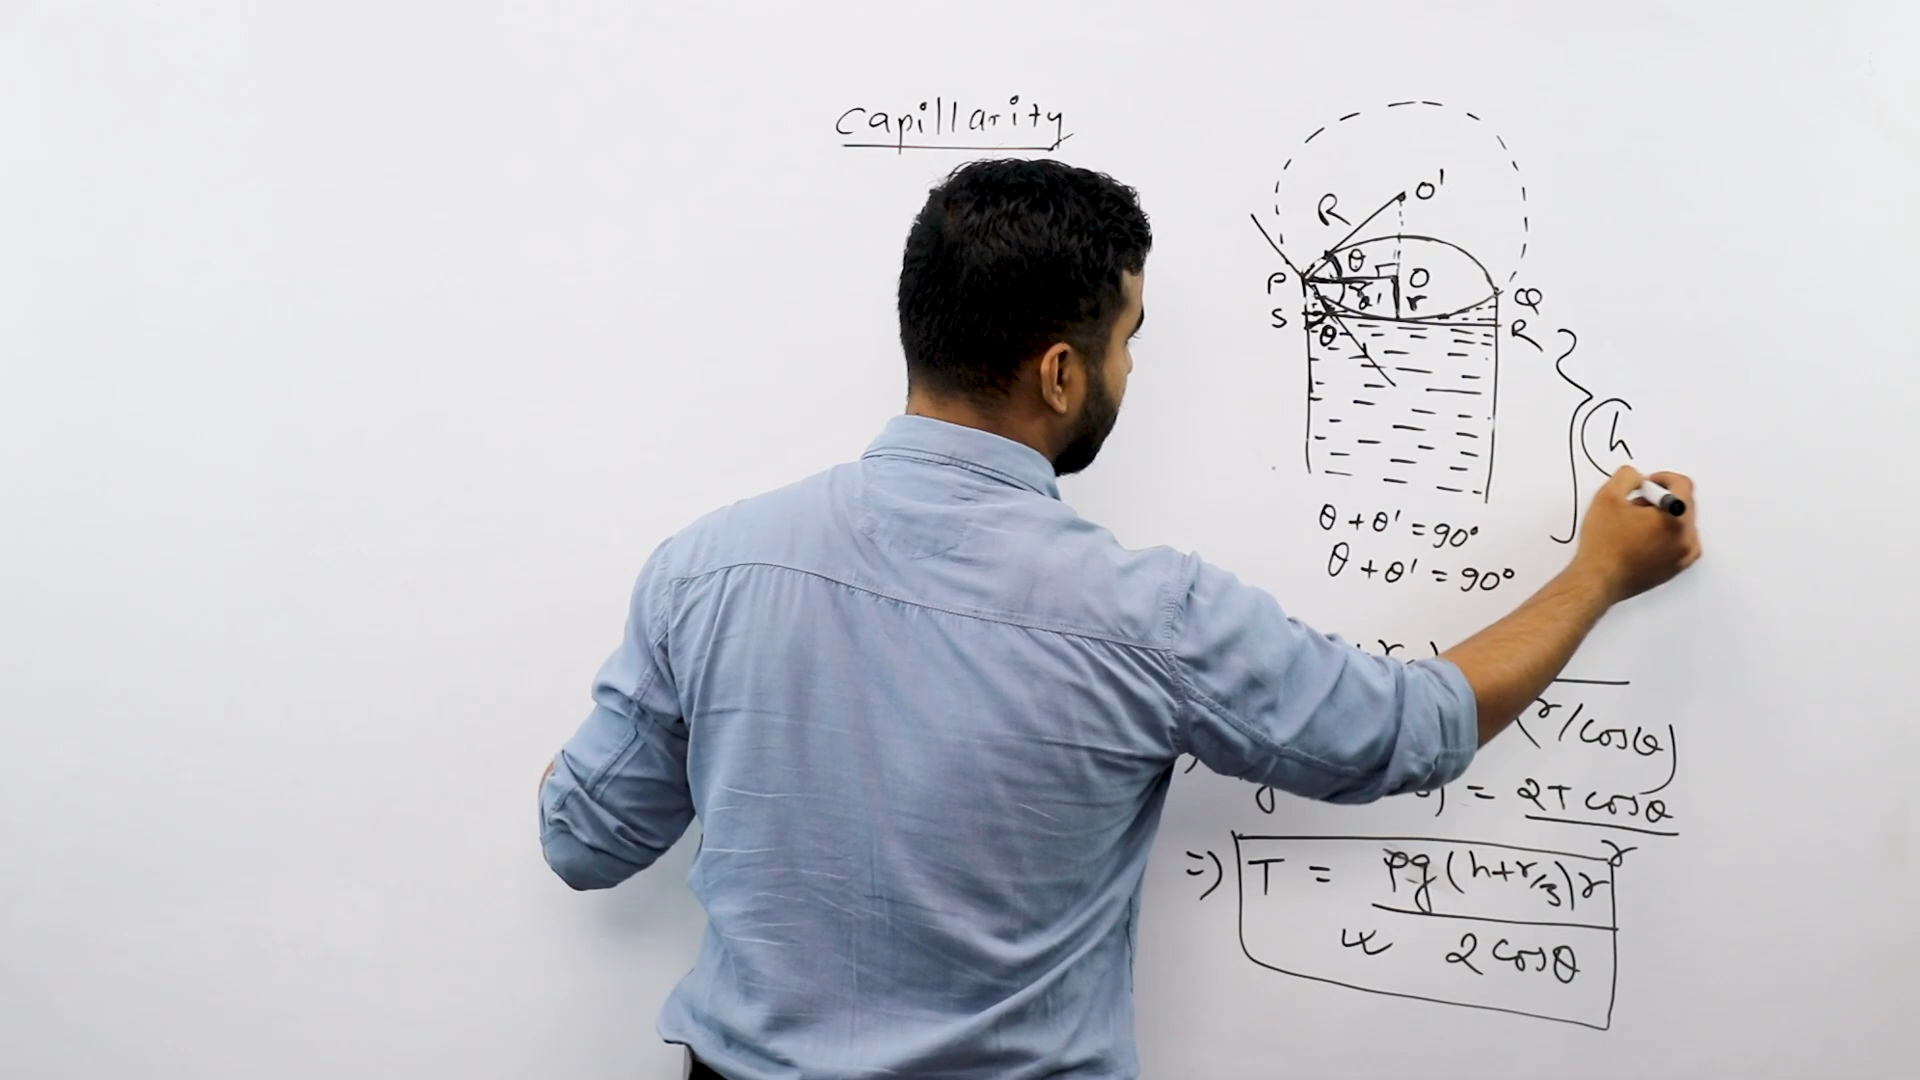 Capillarity
O'
R
θ
P
O
r
Q
S
θ
R
h
θ + θ' = 90°
θ + θ' = 90°
(r/cosθ)
= 2T cosθ
r
=) T = ρg(h+r/3)r
2 cosθ